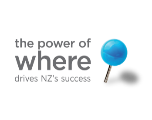 the power of
where
drives NZ's success